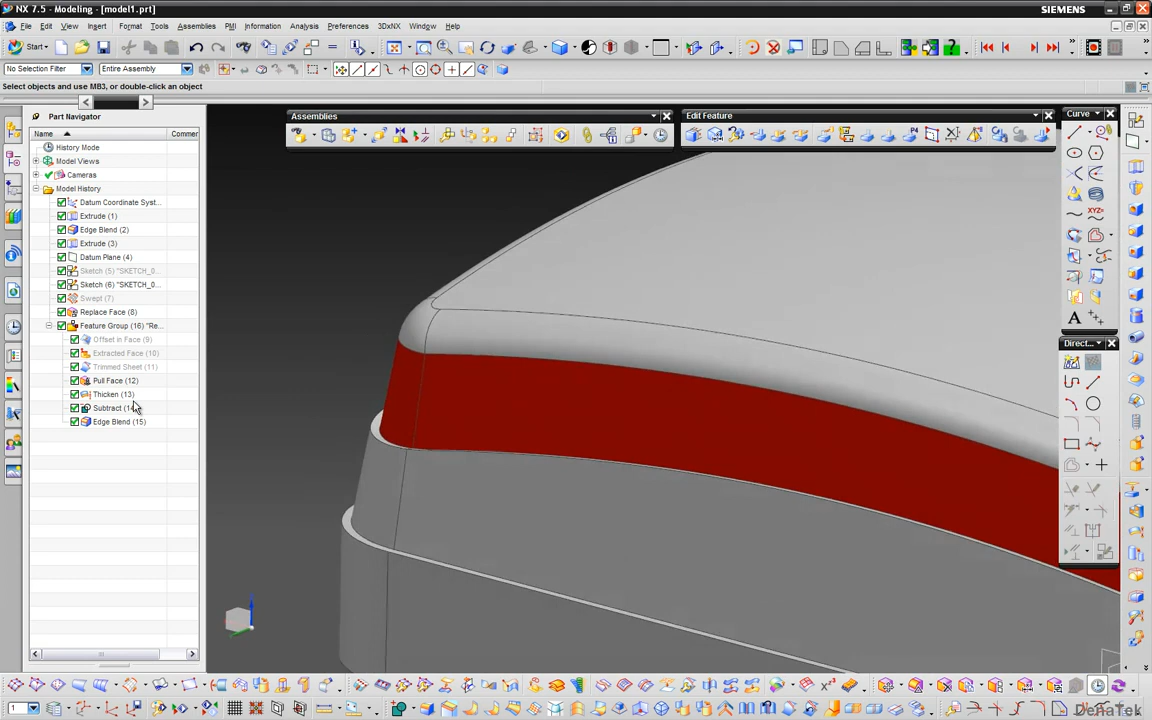 NX 7.5 - Modeling - [model1.prt]
SIEMENS
File Edit View Insert Format Tools Assemblies PMI Information Analysis Preferences 3DxNX Window Help
Start
No Selection Filter
Entire Assembly
Select objects and use MB3, or double-click an object
Part Navigator
Assemblies
Edit Feature
Curve
Name
Commer
History Mode
Model Views
Cameras
Model History
Datum Coordinate Syst...
Extrude (1)
Edge Blend (2)
Extrude (3)
Datum Plane (4)
Sketch (5) "SKETCH_0...
Sketch (6) "SKETCH_0...
Swept (7)
Replace Face (8)
Feature Group (16) "Re...
Offset in Face (9)
Extracted Face (10)
Trimmed Sheet (11)
Pull Face (12)
Thicken (13)
Subtract (14)
Edge Blend (15)
Direct...
XYZ
1
DenaTek